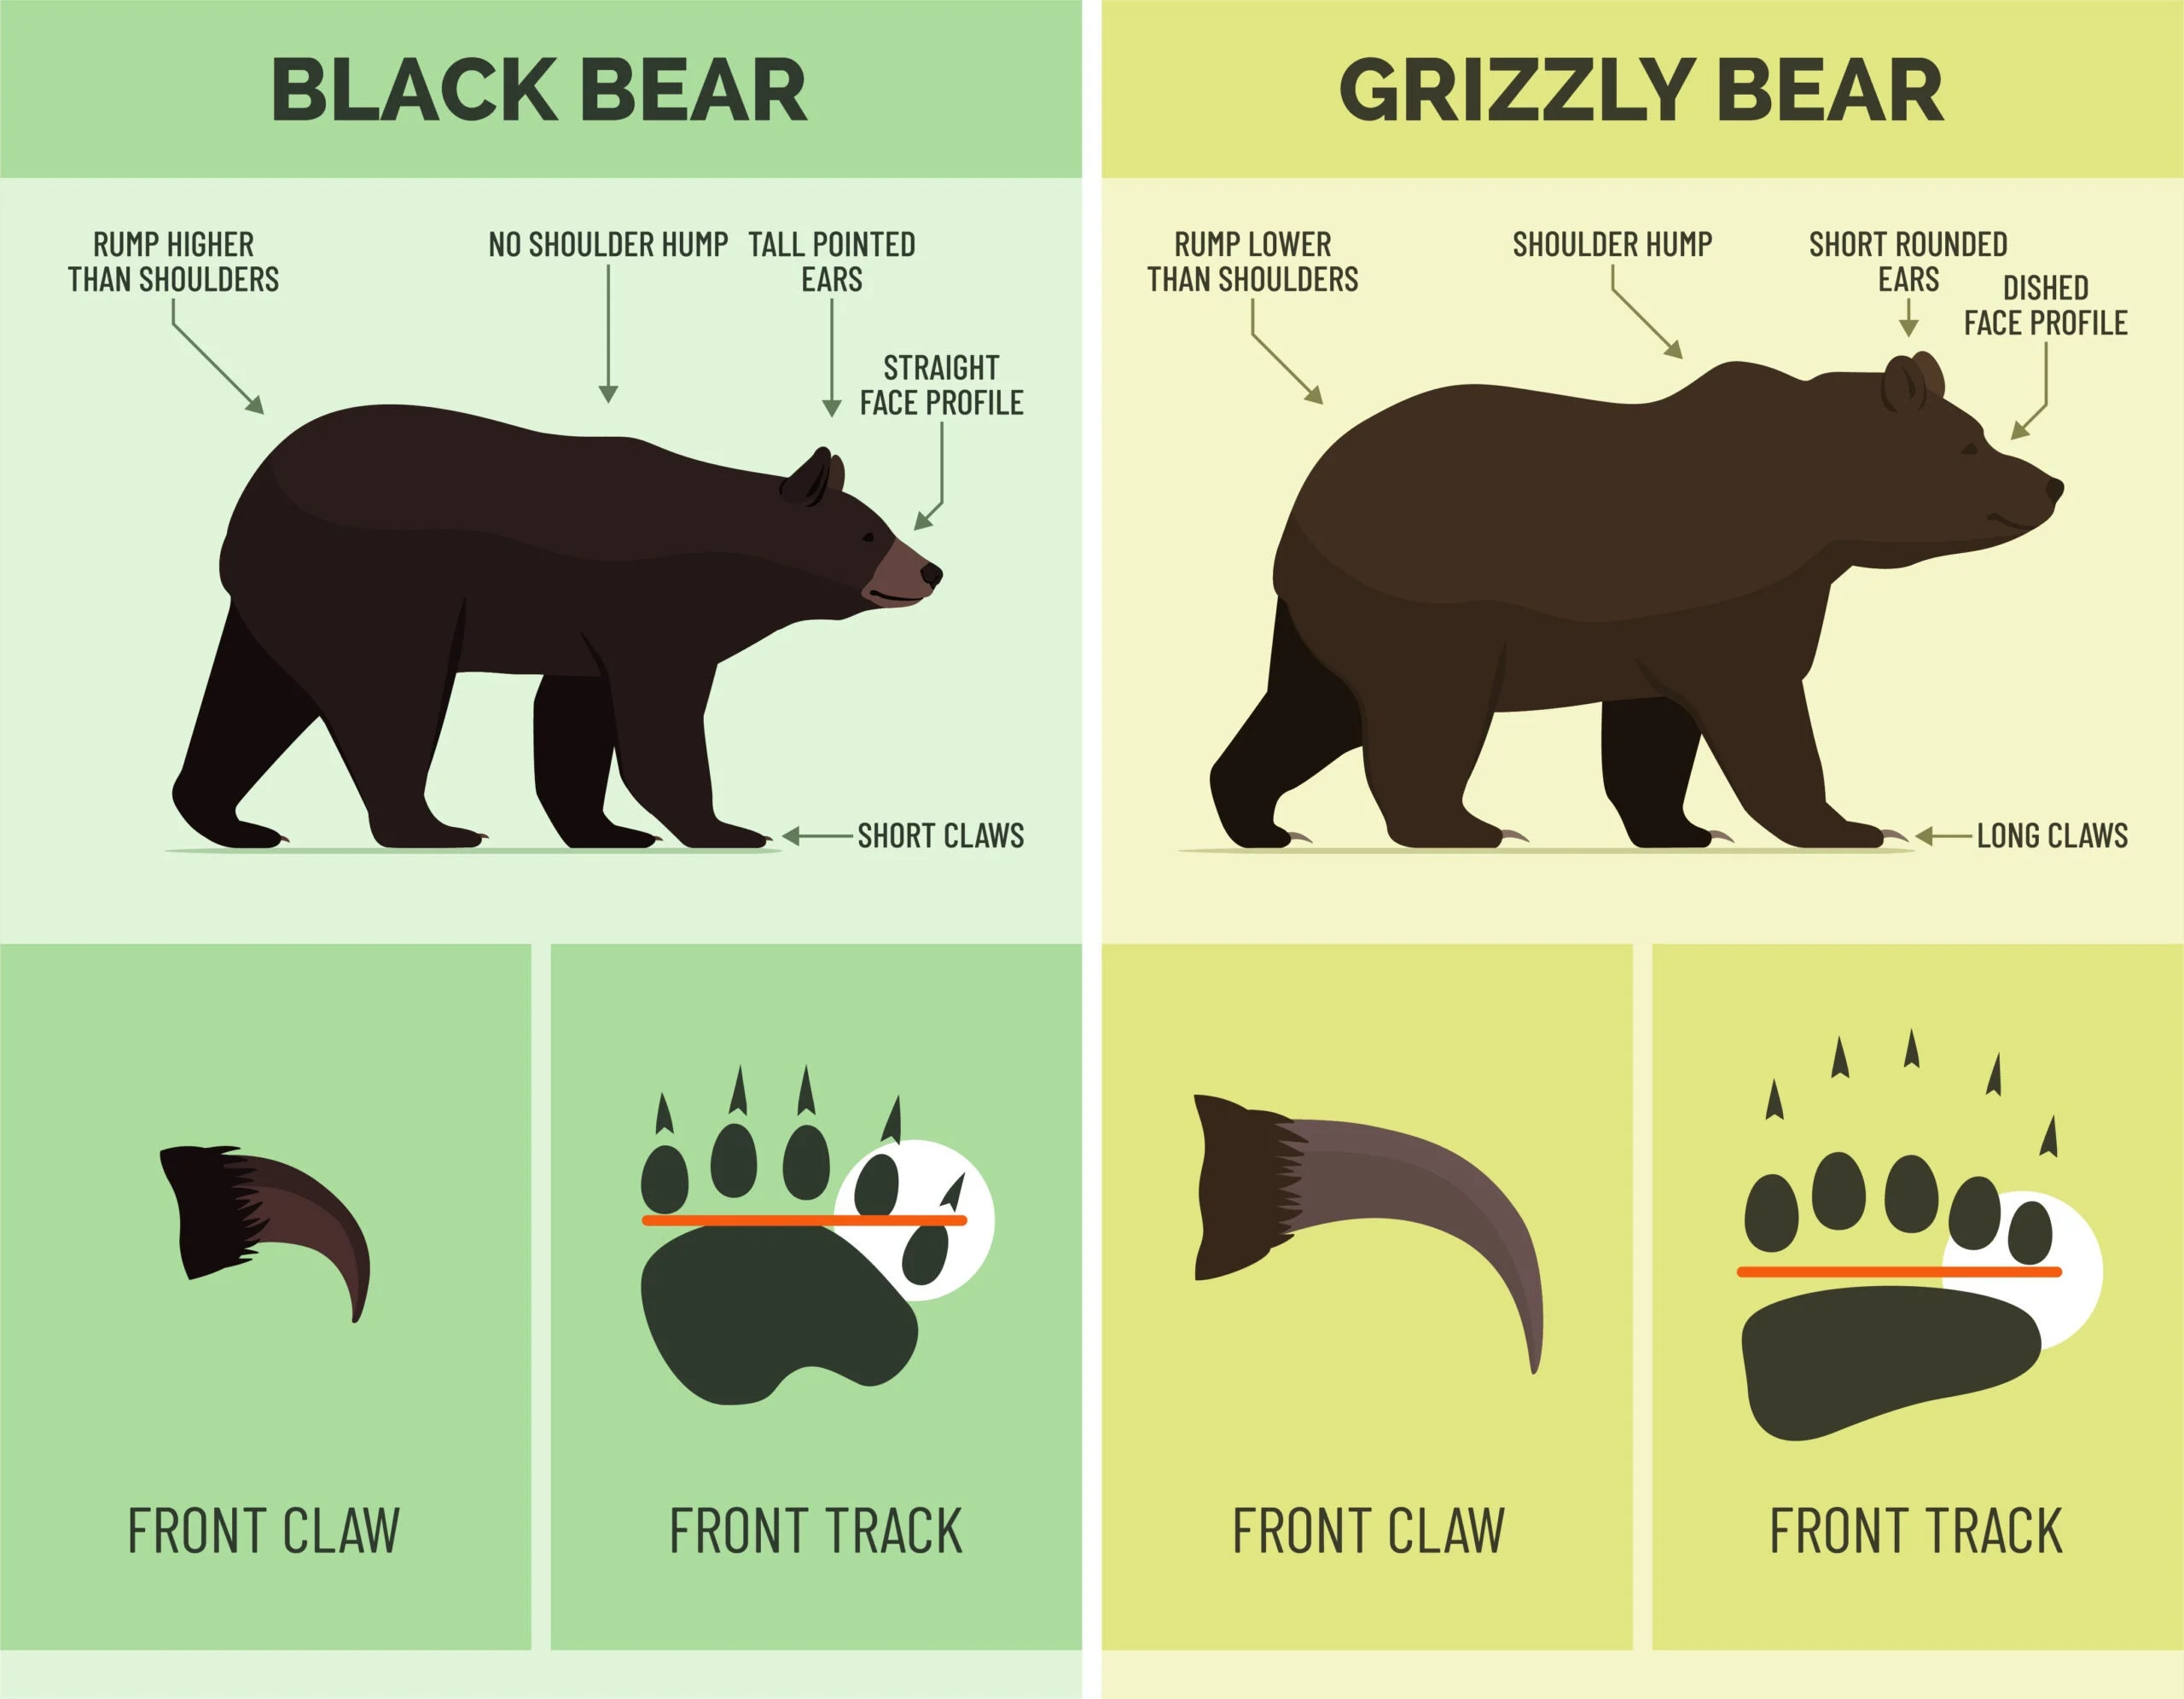 BLACK BEAR
RUMP HIGHER
THAN SHOULDERS
NO SHOULDER HUMP
TALL POINTED
EARS
STRAIGHT
FACE PROFILE
SHORT CLAWS
FRONT CLAW
FRONT TRACK
GRIZZLY BEAR
RUMP LOWER
THAN SHOULDERS
SHOULDER HUMP
SHORT ROUNDED
EARS
DISHED
FACE PROFILE
LONG CLAWS
FRONT CLAW
FRONT TRACK